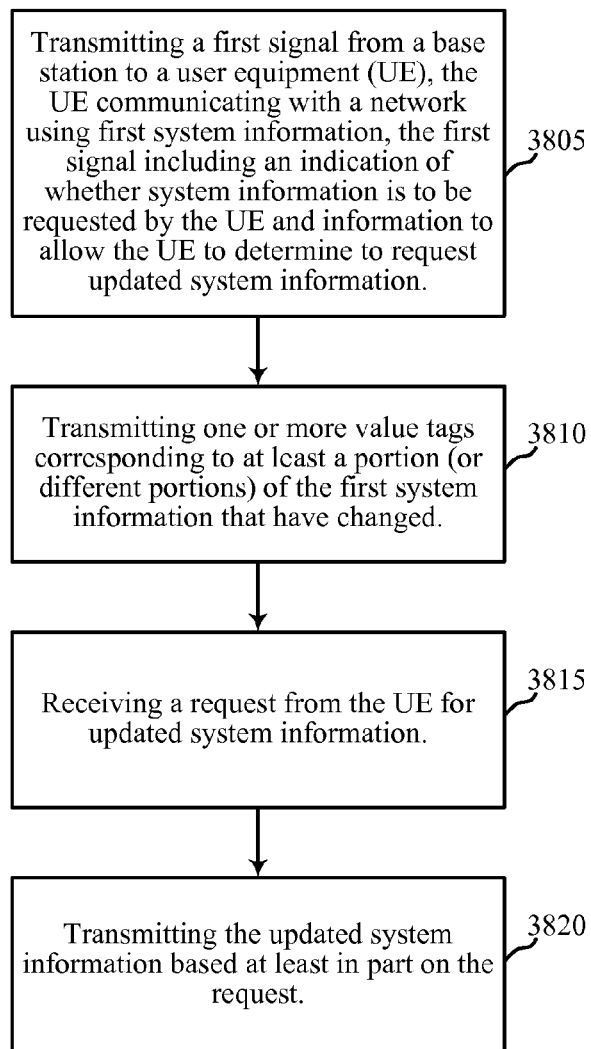 Transmitting a first signal from a base
station to a user equipment (UE), the
UE communicating with a network
using first system information, the first
signal including an indication of
whether system information is to be
requested by the UE and information to
allow the UE to determine to request
updated system information.
3805
Transmitting one or more value tags
corresponding to at least a portion (or
different portions) of the first system
information that have changed.
3810
Receiving a request from the UE for
updated system information.
3815
Transmitting the updated system
information based at least in part on the
request.
3820